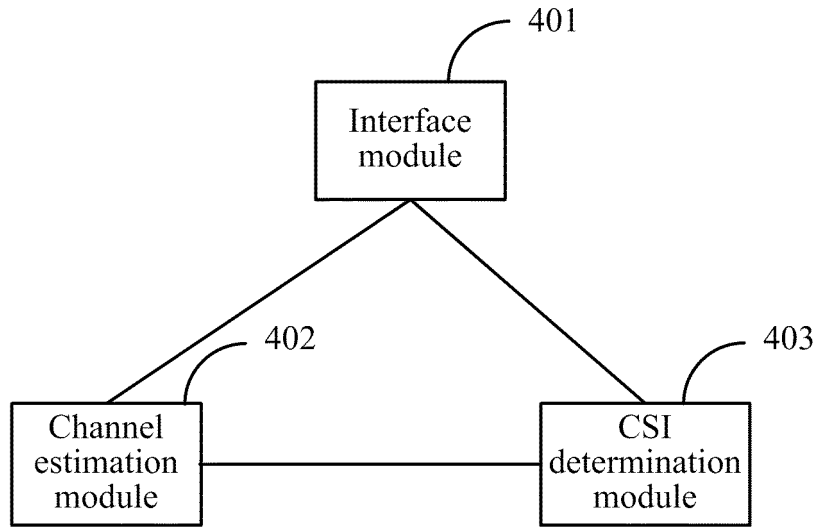 401
Interface
module
402
403
Channel
estimation
module
CSI
determination
module